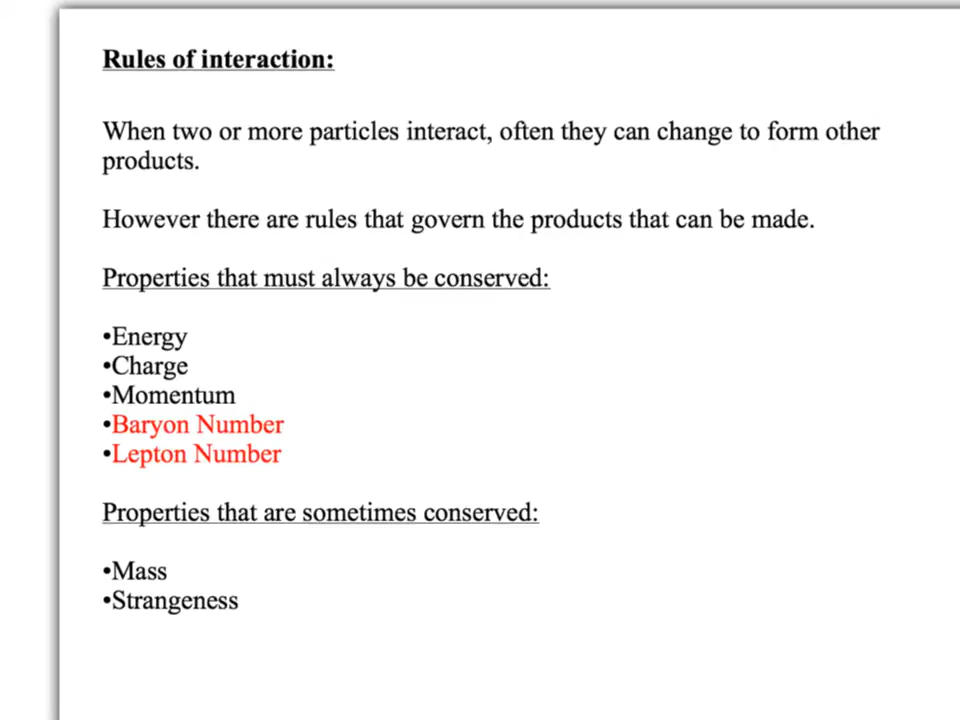 Rules of interaction:
When two or more particles interact, often they can change to form other
products.
However there are rules that govern the products that can be made.
Properties that must always be conserved:
•Energy
•Charge
•Momentum
•Baryon Number
•Lepton Number
Properties that are sometimes conserved:
•Mass
•Strangeness